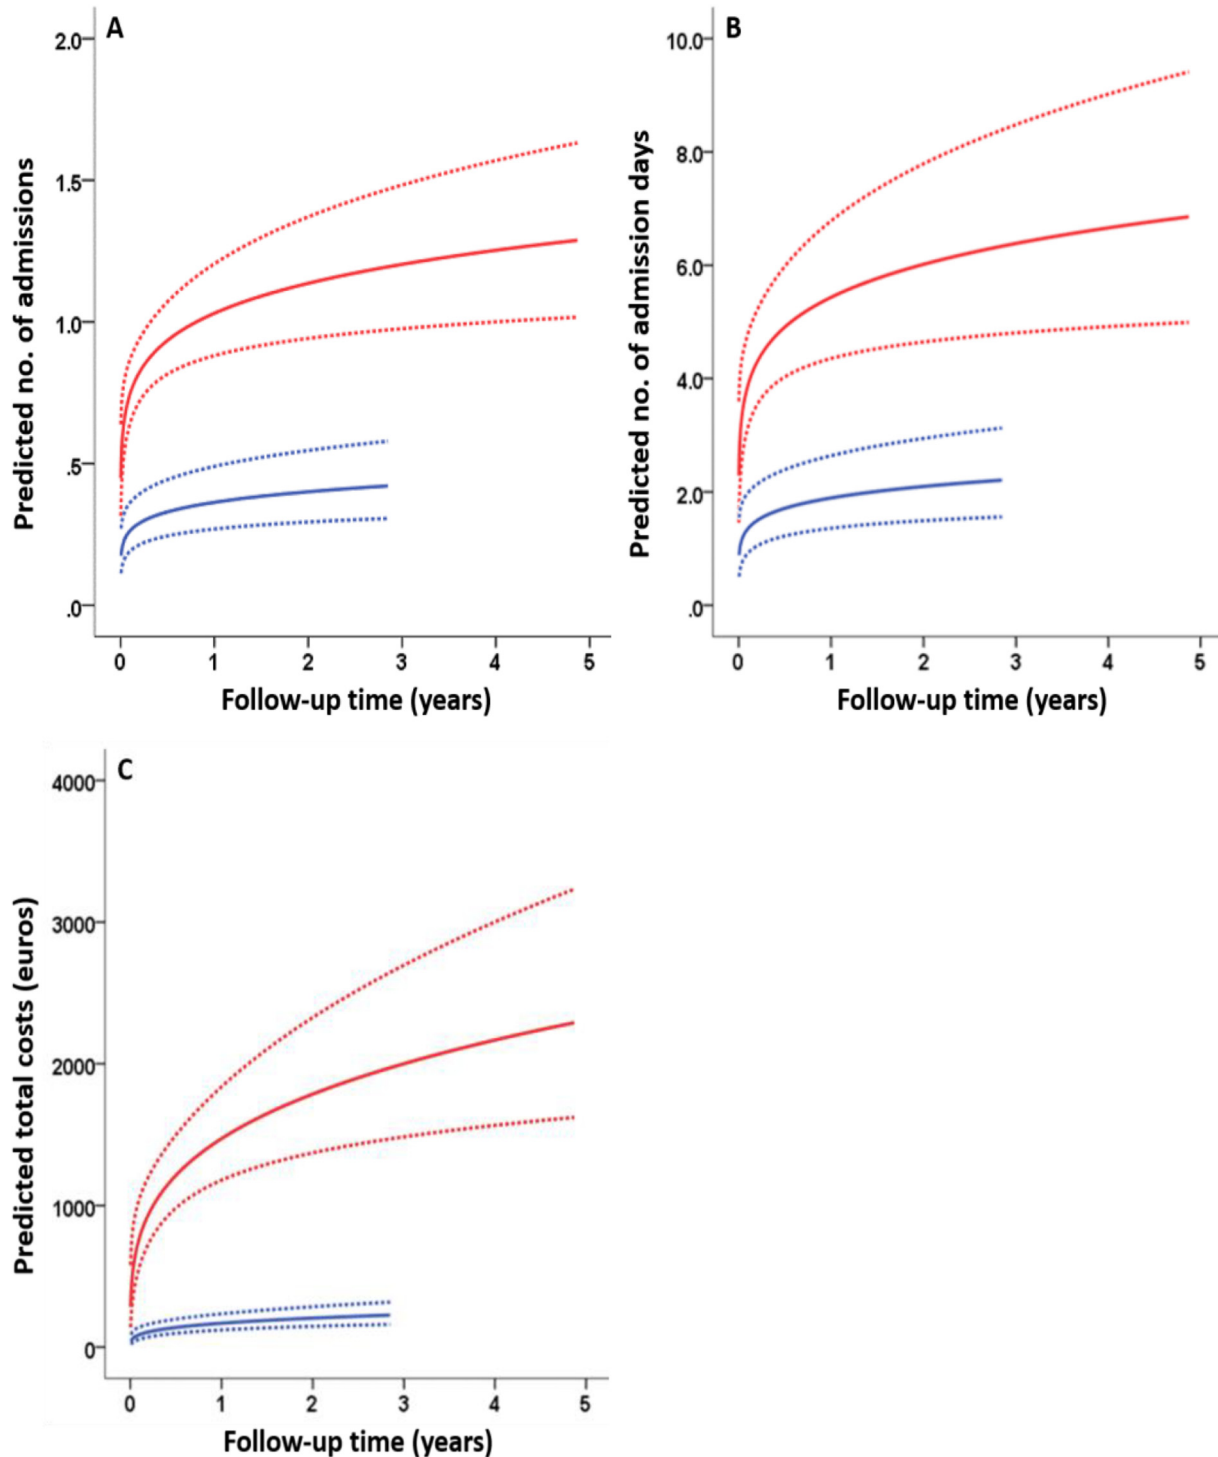 A
Predicted no. of admissions
2.0
1.5
1.0
.5
.0
0 1 2 3 4 5
Follow-up time (years)
B
Predicted no. of admission days
10.0
8.0
6.0
4.0
2.0
.0
0 1 2 3 4 5
Follow-up time (years)
C
Predicted total costs (euros)
4000
3000
2000
1000
0
0 1 2 3 4 5
Follow-up time (years)